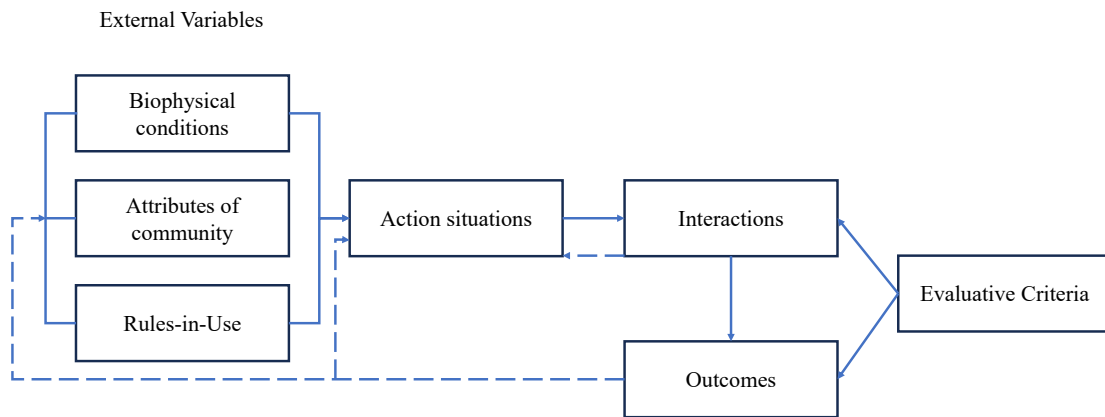 External Variables
Biophysical
conditions
Attributes of
community
Rules-in-Use
Action situations
Interactions
Outcomes
Evaluative Criteria